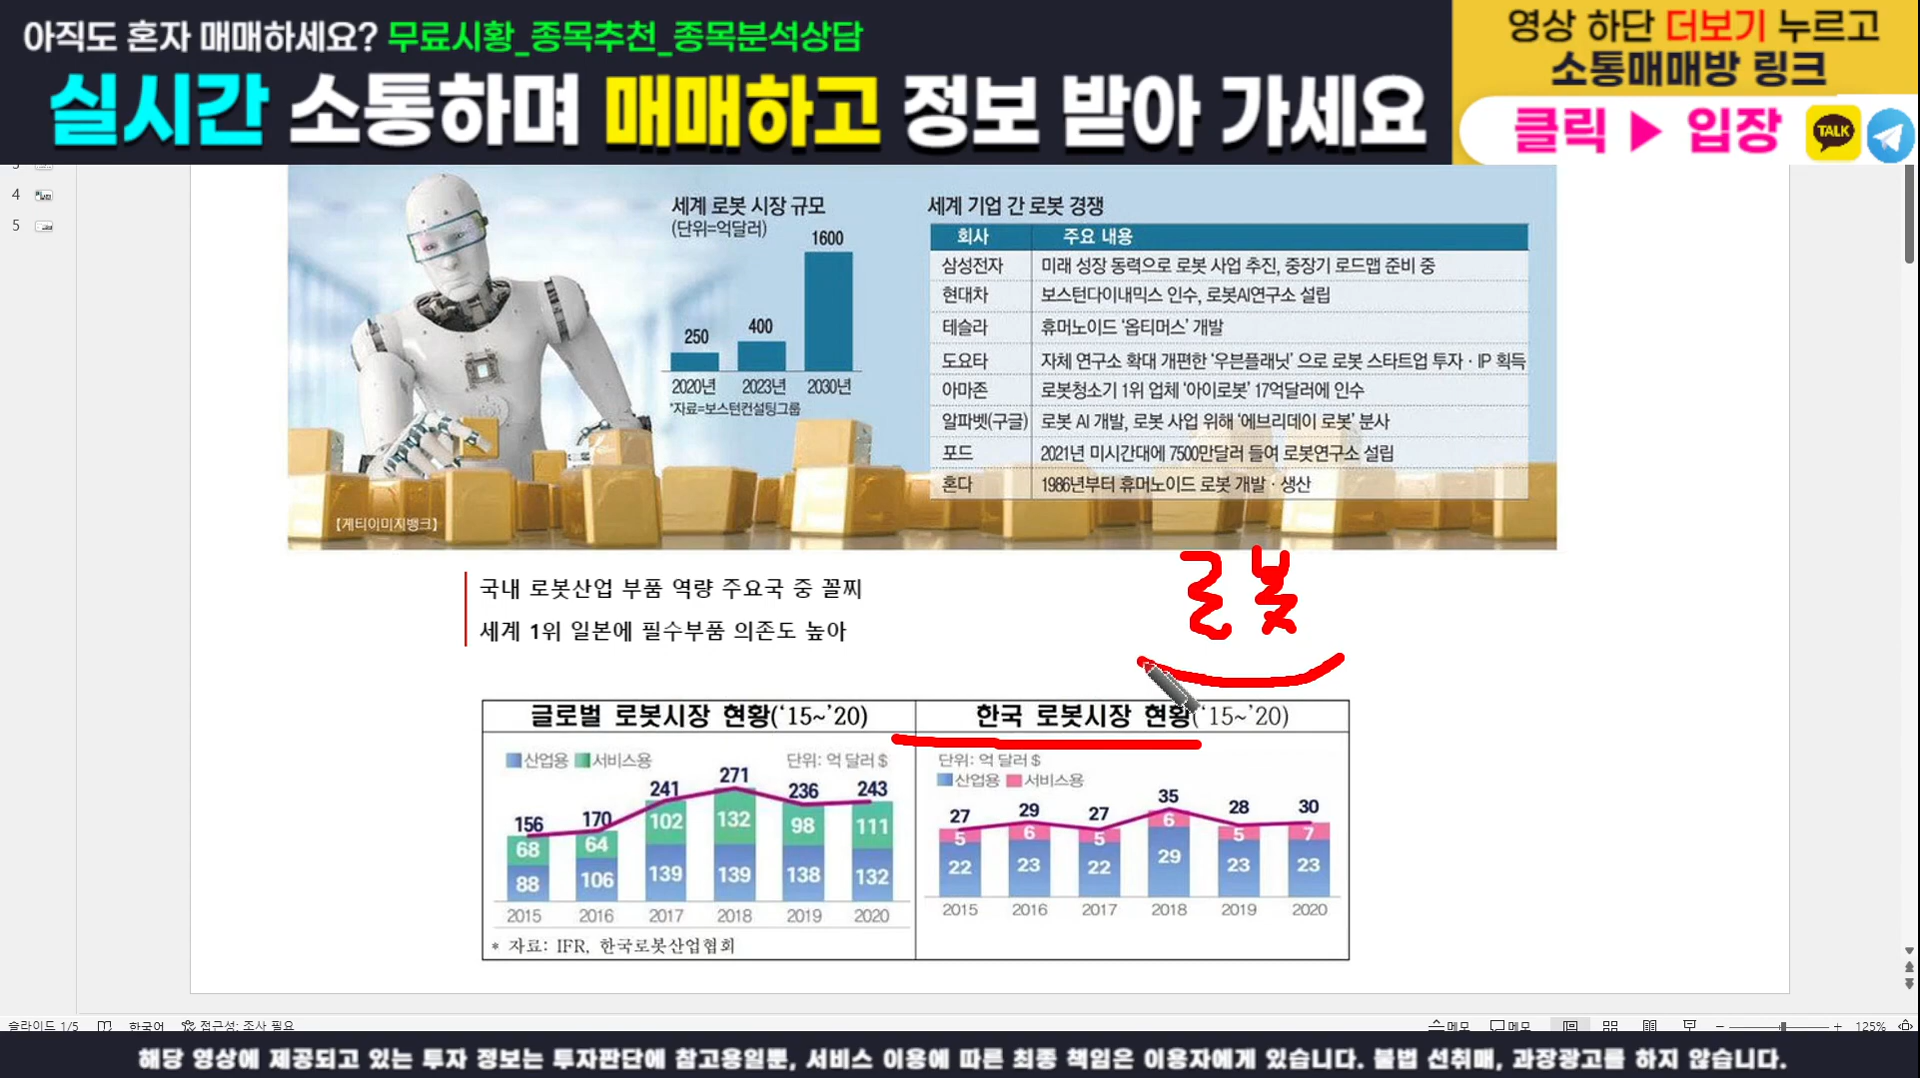 아직도 혼자 매매하세요? 무료시황_종목추천_종목분석상담
실시간 소통하며 매매하고 정보 받아 가세요
영상 하단 더보기 누르고
소통매매방 링크
클릭 ▶ 입장
TALK
4
5
세계 로봇 시장 규모
(단위=억달러)
1600
400
250
2020년 2023년 2030년
*자료=보스턴컨설팅그룹
【게티이미지뱅크】
세계 기업 간 로봇 경쟁
회사 주요 내용
삼성전자 미래 성장 동력으로 로봇 사업 추진, 중장기 로드맵 준비 중
현대차 보스턴다이내믹스 인수, 로봇AI연구소 설립
테슬라 휴머노이드 ‘옵티머스’ 개발
도요타 자체 연구소 확대 개편한 ‘우븐플래닛’ 으로 로봇 스타트업 투자 · IP 획득
아마존 로봇청소기 1위 업체 ‘아이로봇’ 17억달러에 인수
알파벳(구글) 로봇 AI 개발, 로봇 사업 위해 ‘에브리데이 로봇’ 분사
포드 2021년 미시간대에 7500만달러 들여 로봇연구소 설립
혼다 1986년부터 휴머노이드 로봇 개발 · 생산
국내 로봇산업 부품 역량 주요국 중 꼴찌
세계 1위 일본에 필수부품 의존도 높아
로봇
글로벌 로봇시장 현황(‘15~’20)
산업용 서비스용 단위: 억 달러 $
156 170 241 271 236 243
68 64 102 132 98 111
88 106 139 139 138 132
2015 2016 2017 2018 2019 2020
* 자료: IFR, 한국로봇산업협회
한국 로봇시장 현황(‘15~’20)
단위: 억 달러 $
산업용 서비스용
27 29 27 35 28 30
5 6 5 6 5 7
22 23 22 29 23 23
2015 2016 2017 2018 2019 2020
슬라이드 1/5 한국어 접근성: 조사 필요 메모 메모 125%
해당 영상에 제공되고 있는 투자 정보는 투자판단에 참고용일뿐, 서비스 이용에 따른 최종 책임은 이용자에게 있습니다. 불법 선취매, 과장광고를 하지 않습니다.